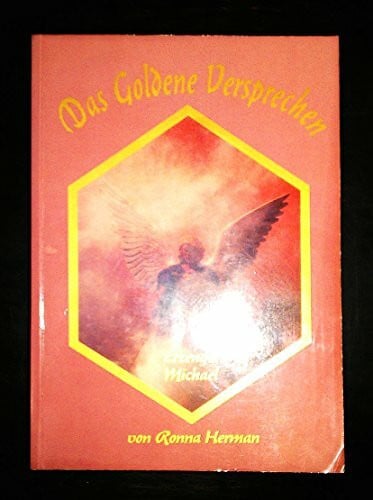 Das Goldene Versprechen
Michael
von Ronna Herman